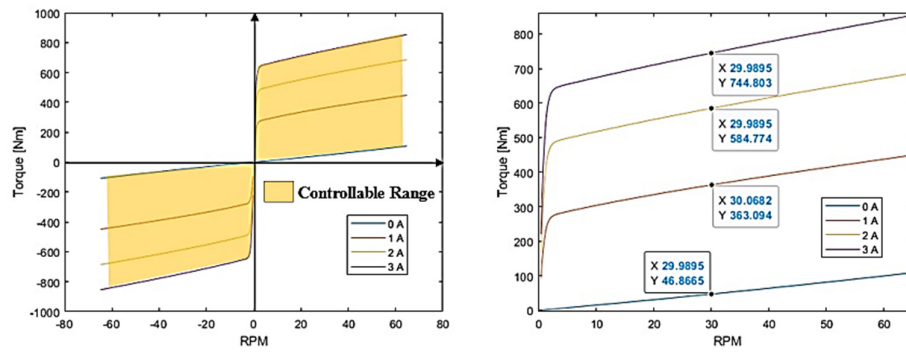 1000
800
600
400
200
0
-200
-400
-600
-800
-1000
Torque [Nm]
-80
-60
-40
-20
0
20
40
60
80
RPM
Controllable Range
0 A
1 A
2 A
3 A
800
700
600
500
400
300
200
100
0
Torque [Nm]
0
10
20
30
40
50
60
RPM
X 29.9895
Y 744.803
X 29.9895
Y 584.774
X 30.0682
Y 363.094
X 29.9895
Y 46.8665
0 A
1 A
2 A
3 A